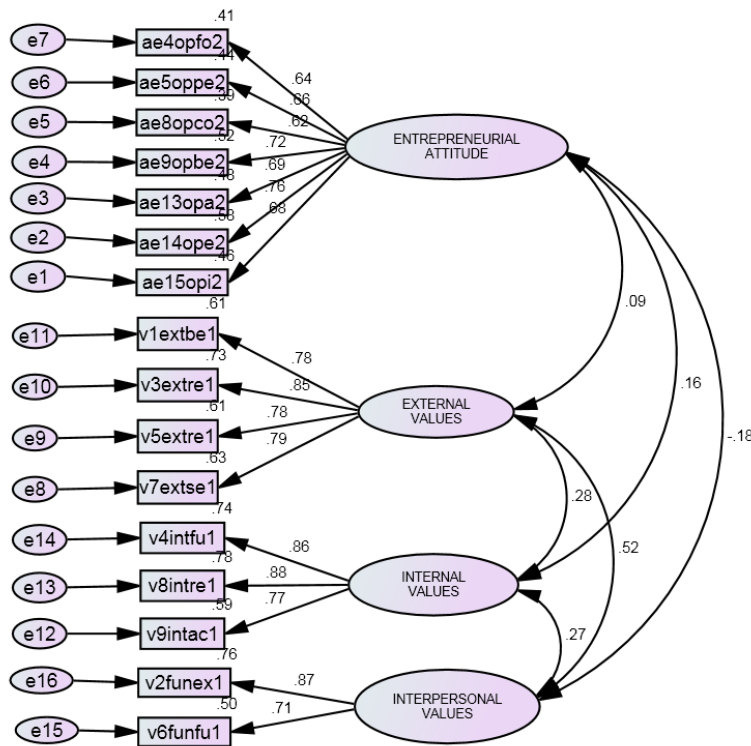 .41
e7
ae4opfo2
.44
.64
e6
ae5oppe2
.39
.66
e5
ae8opco2
.62
.52
ENTREPRENEURIAL
ATTITUDE
e4
ae9opbe2
.72
.48
.69
e3
ae13opa2
.76
.58
.68
e2
ae14ope2
.46
e1
ae15opi2
.61
.09
e11
v1extbe1
.73
.78
e10
v3extre1
.85
.16
.61
EXTERNAL
VALUES
e9
v5extre1
.78
.79
.63
-.18
e8
v7extse1
.74
.28
e14
v4intfu1
.86
.52
.78
e13
v8intre1
.88
INTERNAL
VALUES
.59
.77
e12
v9intac1
.27
.76
e16
v2funex1
.87
.50
INTERPERSONAL
VALUES
.71
e15
v6funfu1